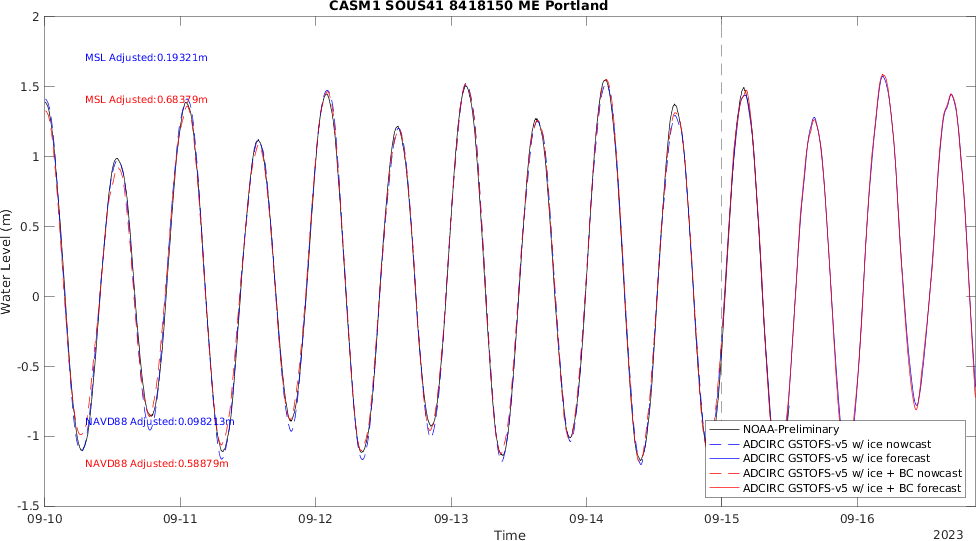 CASM1 SOUS41 8418150 ME Portland
2
1.5
1
0.5
0
-0.5
-1
-1.5
Water Level (m)
MSL Adjusted:0.19321m
MSL Adjusted:0.68379m
NAVD88 Adjusted:0.098213m
NAVD88 Adjusted:0.58879m
NOAA-Preliminary
ADCIRC GSTOFS-v5 w/ ice nowcast
ADCIRC GSTOFS-v5 w/ ice forecast
ADCIRC GSTOFS-v5 w/ ice + BC nowcast
ADCIRC GSTOFS-v5 w/ ice + BC forecast
09-10 09-11 09-12 09-13 09-14 09-15 09-16
Time
2023